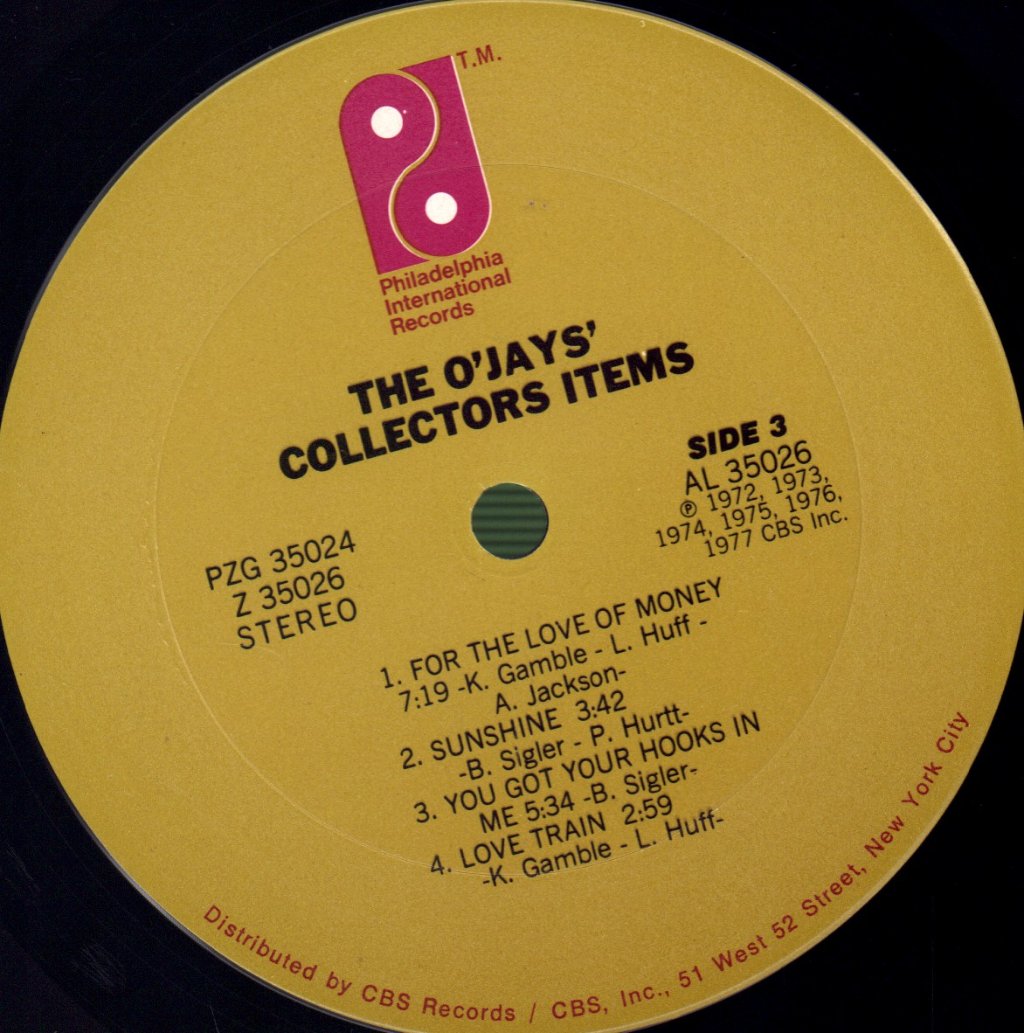 T.M.
Philadelphia
International
Records
THE O'JAYS'
COLLECTORS ITEMS
SIDE 3
AL 35026
℗ 1972, 1973,
1974, 1975, 1976,
1977 CBS Inc.
PZG 35024
Z 35026
STEREO
1. FOR THE LOVE OF MONEY
7:19 -K. Gamble - L. Huff -
A. Jackson-
2. SUNSHINE 3:42
-B. Sigler - P. Hurtt-
3. YOU GOT YOUR HOOKS IN
ME 5:34 -B. Sigler-
4. LOVE TRAIN 2:59
-K. Gamble - L. Huff-
Distributed by CBS Records / CBS, Inc., 51 West 52 Street, New York City